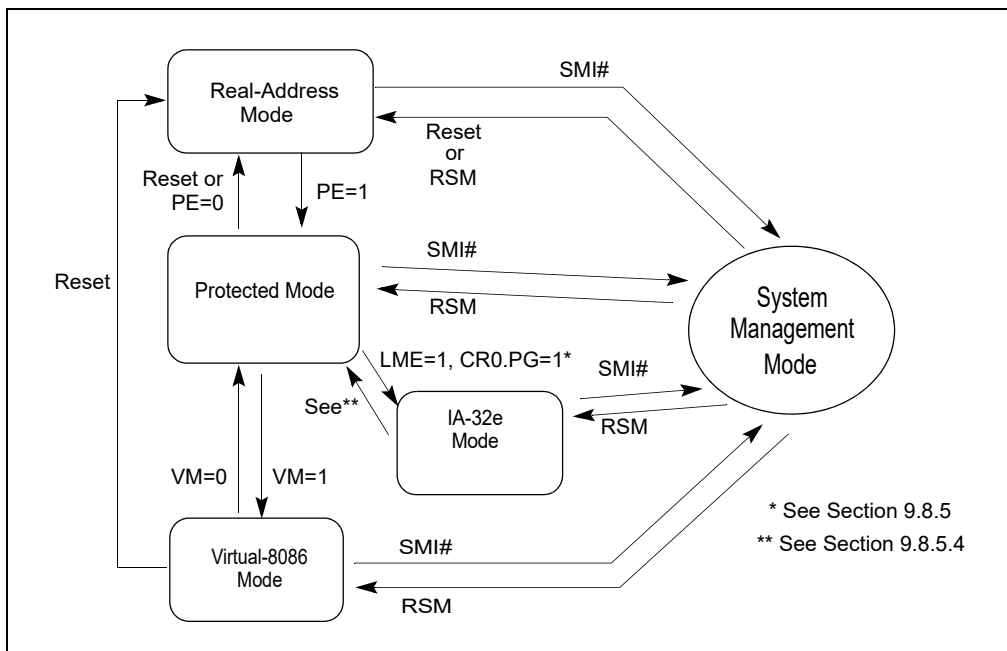 SMI#
Real-Address
Mode
Reset
or
RSM
Reset or
PE=0
PE=1
SMI#
Reset
Protected Mode
RSM
System
Management
Mode
LME=1, CR0.PG=1*
SMI#
See**
IA-32e
Mode
RSM
VM=0
VM=1
* See Section 9.8.5
** See Section 9.8.5.4
Virtual-8086
Mode
SMI#
RSM